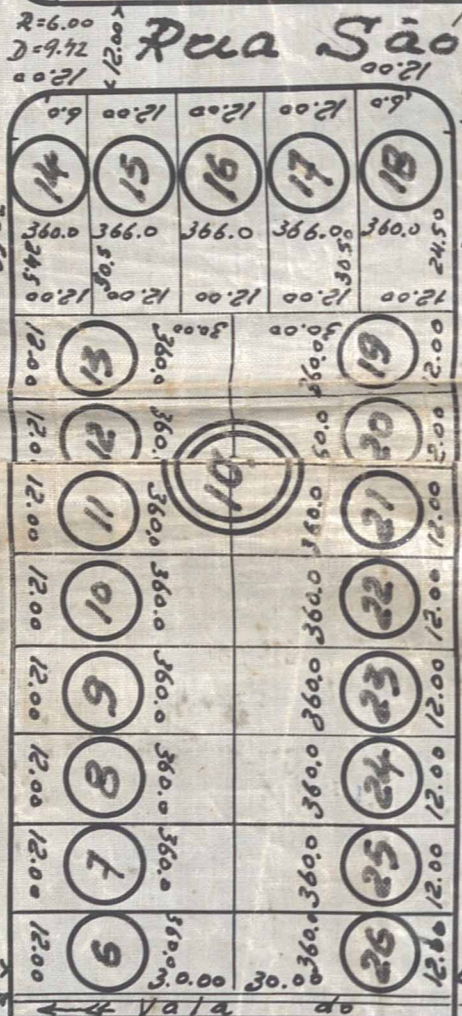 R=6.00
D=9.42
12.00
12.00
Rua São
12.00
6.0 12.00 12.00 12.00 6.0
14 15 16 17 18
360.0 366.0 366.0 366.0 360.0
24.5 30.50 30.50 24.50
12.00 12.00 12.00 12.00 12.00
30.00 30.00
12.00 13 360.0 360.0 19 12.00
12.0 12 360. 20 2.00
101
12.00 11 360.0 360.0 21 12.00
12.00 10 360.0 360.0 22 12.00
12.00 9 360.0 360.0 23 12.00
12.00 8 360.0 360.0 24 12.00
12.00 7 360.0 360.0 25 12.00
12.00 6 360.0 360.0 26 12.00
30.00 30.00
Vala do